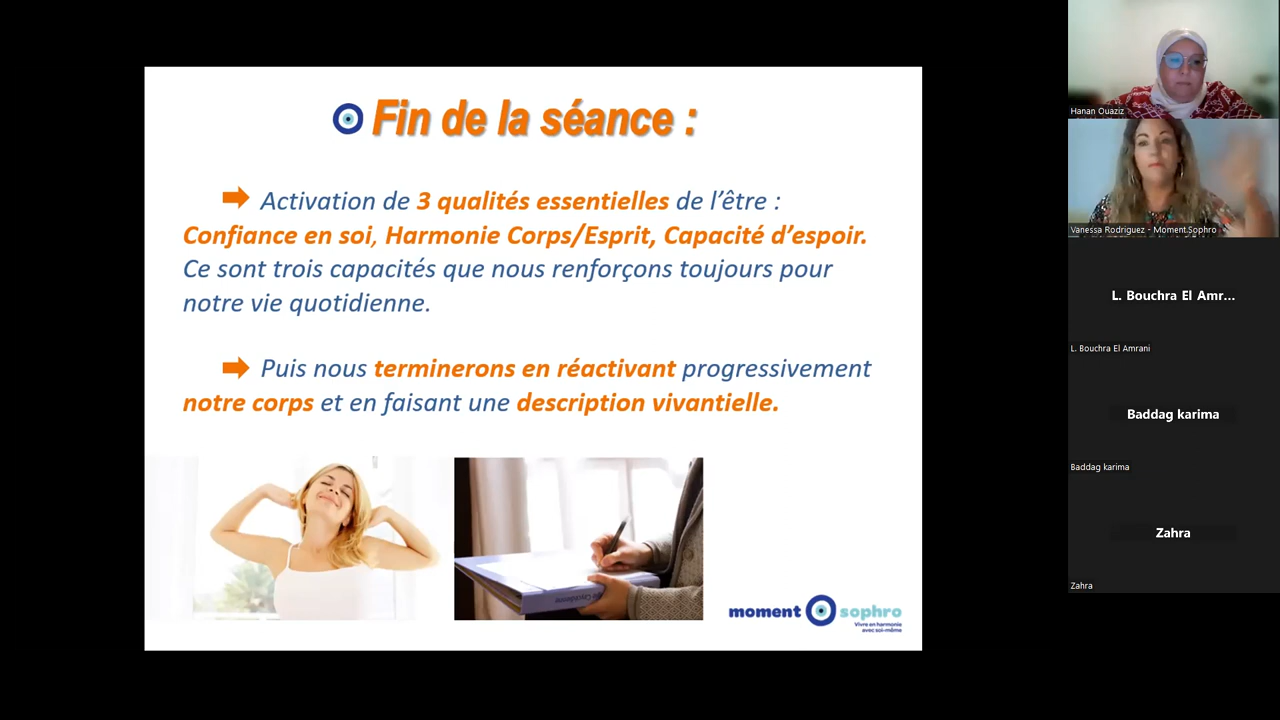 Fin de la séance :
Activation de 3 qualités essentielles de l'être :
Confiance en soi, Harmonie Corps/Esprit, Capacité d'espoir.
Ce sont trois capacités que nous renforçons toujours pour
notre vie quotidienne.
Puis nous terminerons en réactivant progressivement
notre corps et en faisant une description vivantielle.
moment sophro
Vivre en harmonie
avec soi-même
Hanan Ouaziz
Vanessa Rodriguez - Moment.Sophro
L. Bouchra El Amr...
L. Bouchra El Amrani
Baddag karima
Baddag karima
Zahra
Zahra